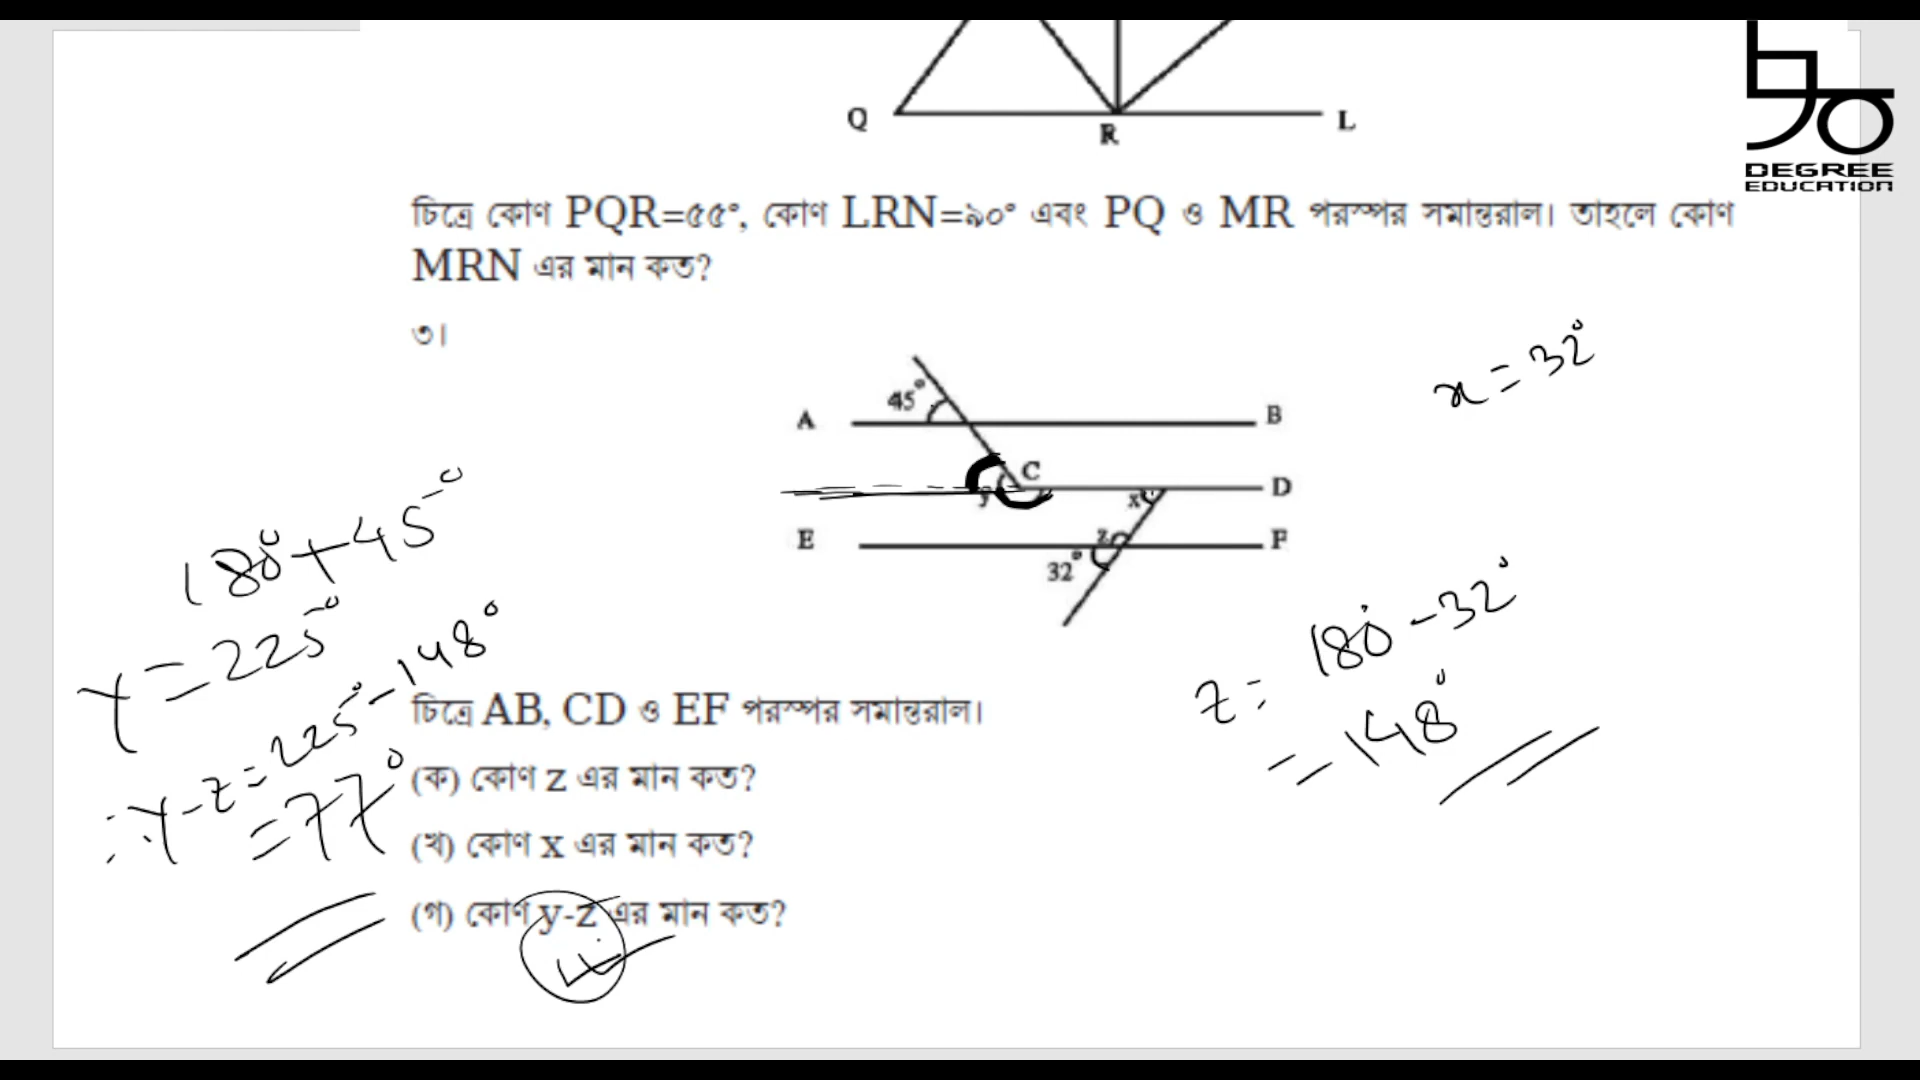 Q
R
L
DEGREE
EDUCATION
চিত্রে কোণ PQR=৫৫°, কোণ LRN=৯০° এবং PQ ও MR পরস্পর সমান্তরাল। তাহলে কোণ
MRN এর মান কত?
৩।
x = 32°
45°
A
B
C
y
x
D
E
z
F
32°
180° + 45°
Y = 225°
∴ Y - Z = 225° - 148°
= 77°
Z = 180° - 32°
= 148°
চিত্রে AB, CD ও EF পরস্পর সমান্তরাল।
(ক) কোণ z এর মান কত?
(খ) কোণ x এর মান কত?
(গ) কোণ y-z এর মান কত?